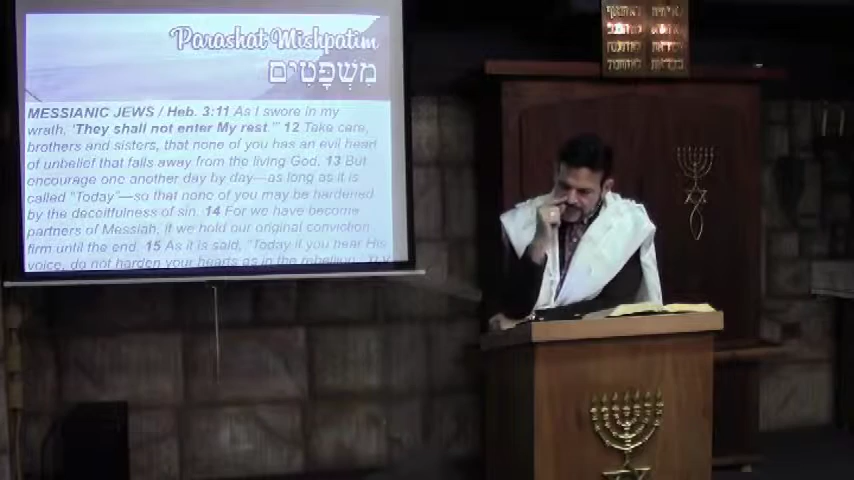 Parashat Mishpatim
מִשְׁפָּטִים
MESSIANIC JEWS / Heb. 3:11 As I swore in my
wrath, 'They shall not enter My rest.'" 12 Take care,
brothers and sisters, that none of you has an evil heart
of unbelief that falls away from the living God. 13 But
encourage one another day by day—as long as it is
called "Today"—so that none of you may be hardened
by the deceitfulness of sin. 14 For we have become
partners of Messiah, if we hold our original conviction
firm until the end. 15 As it is said, "Today if you hear His
voice, do not harden your hearts as in the rebellion." TLV